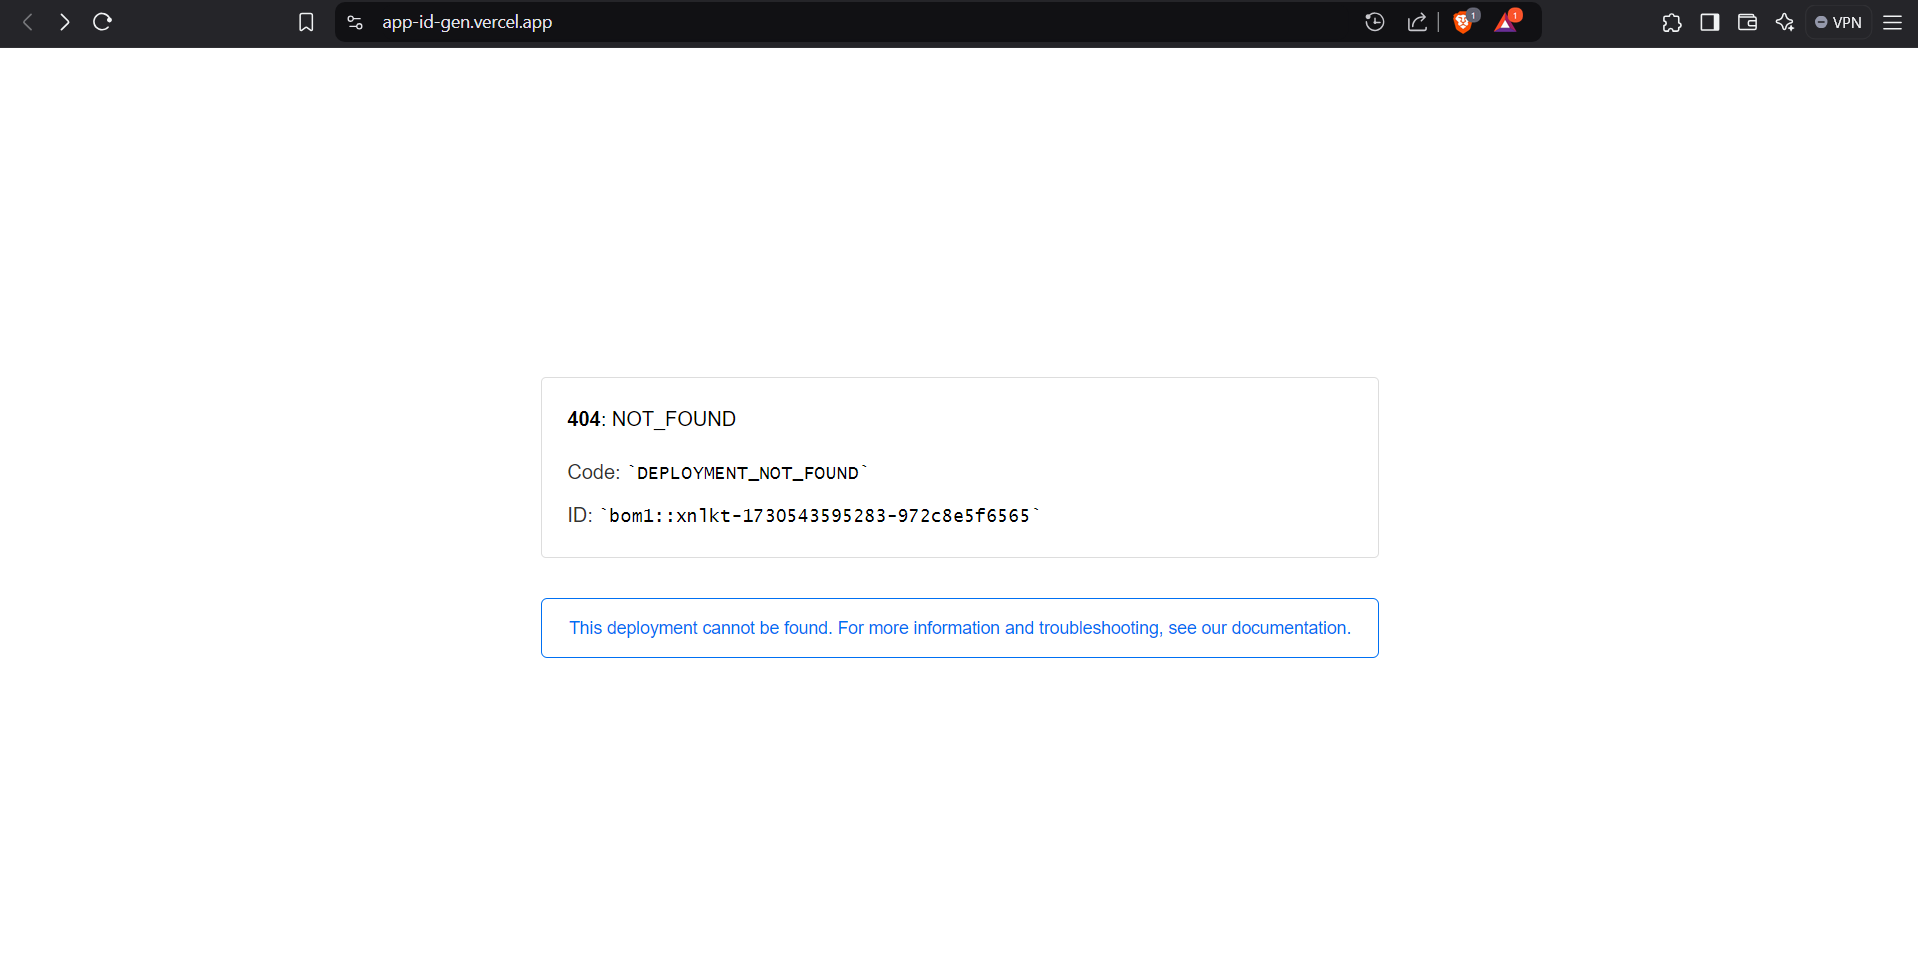 app-id-gen.vercel.app
1
1
VPN
404: NOT_FOUND
Code: `DEPLOYMENT_NOT_FOUND`
ID: `bom1::xnlkt-1730543595283-972c8e5f6565`
This deployment cannot be found. For more information and troubleshooting, see our documentation.